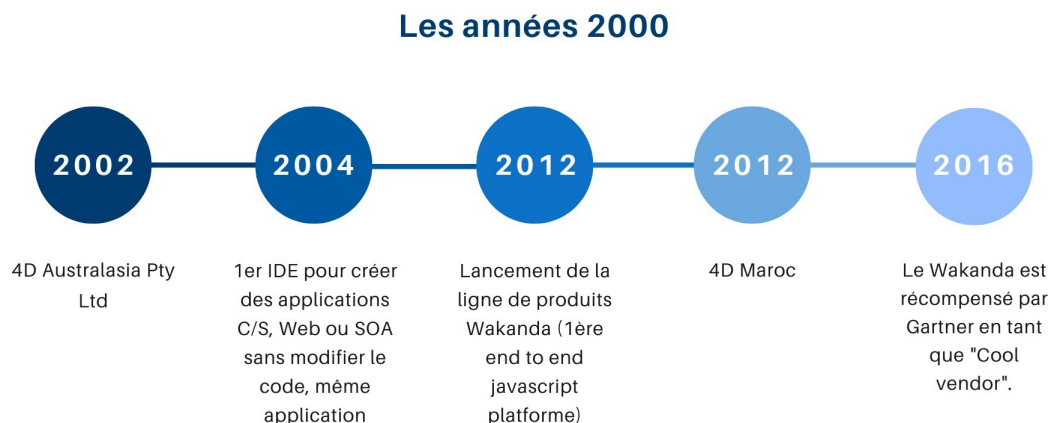 Les années 2000
2002
2004
2012
2012
2016
4D Australasia Pty
Ltd
1er IDE pour créer
des applications
C/S, Web ou SOA
sans modifier le
code, même
application
Lancement de la
ligne de produits
Wakanda (1ère
end to end
javascript
platforme)
4D Maroc
Le Wakanda est
récompensé par
Gartner en tant
que "Cool
vendor".